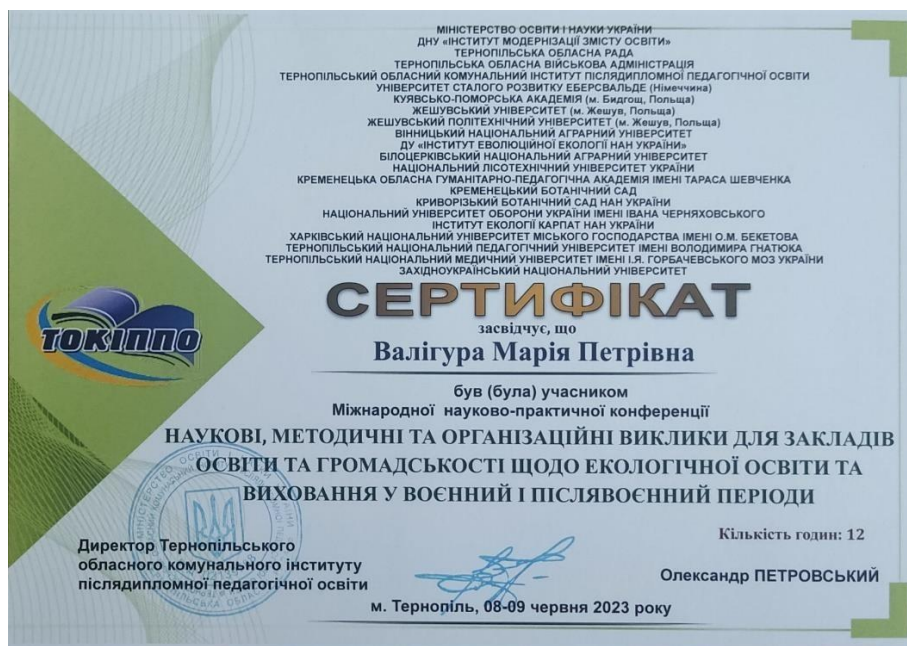 МІНІСТЕРСТВО ОСВІТИ І НАУКИ УКРАЇНИ
ДНУ «ІНСТИТУТ МОДЕРНІЗАЦІЇ ЗМІСТУ ОСВІТИ»
ТЕРНОПІЛЬСЬКА ОБЛАСНА РАДА
ТЕРНОПІЛЬСЬКА ОБЛАСНА ВІЙСЬКОВА АДМІНІСТРАЦІЯ
ТЕРНОПІЛЬСЬКИЙ ОБЛАСНИЙ КОМУНАЛЬНИЙ ІНСТИТУТ ПІСЛЯДИПЛОМНОЇ ПЕДАГОГІЧНОЇ ОСВІТИ
УНІВЕРСИТЕТ СТАЛОГО РОЗВИТКУ ЕБЕРСВАЛЬДЕ (Німеччина)
КУЯВСЬКО-ПОМОРСЬКА АКАДЕМІЯ (м. Бидгощ, Польща)
ЖЕШУВСЬКИЙ УНІВЕРСИТЕТ (м. Жешув, Польща)
ЖЕШУВСЬКИЙ ПОЛІТЕХНІЧНИЙ УНІВЕРСИТЕТ (м. Жешув, Польща)
ВІННИЦЬКИЙ НАЦІОНАЛЬНИЙ АГРАРНИЙ УНІВЕРСИТЕТ
ДУ «ІНСТИТУТ ЕВОЛЮЦІЙНОЇ ЕКОЛОГІЇ НАН УКРАЇНИ»
БІЛОЦЕРКІВСЬКИЙ НАЦІОНАЛЬНИЙ АГРАРНИЙ УНІВЕРСИТЕТ
НАЦІОНАЛЬНИЙ ЛІСОТЕХНІЧНИЙ УНІВЕРСИТЕТ УКРАЇНИ
КРЕМЕНЕЦЬКА ОБЛАСНА ГУМАНІТАРНО-ПЕДАГОГІЧНА АКАДЕМІЯ ІМЕНІ ТАРАСА ШЕВЧЕНКА
КРЕМЕНЕЦЬКИЙ БОТАНІЧНИЙ САД
КРИВОРІЗЬКИЙ БОТАНІЧНИЙ САД НАН УКРАЇНИ
НАЦІОНАЛЬНИЙ УНІВЕРСИТЕТ ОБОРОНИ УКРАЇНИ ІМЕНІ ІВАНА ЧЕРНЯХОВСЬКОГО
ІНСТИТУТ ЕКОЛОГІЇ КАРПАТ НАН УКРАЇНИ
ХАРКІВСЬКИЙ НАЦІОНАЛЬНИЙ УНІВЕРСИТЕТ МІСЬКОГО ГОСПОДАРСТВА ІМЕНІ О.М. БЕКЕТОВА
ТЕРНОПІЛЬСЬКИЙ НАЦІОНАЛЬНИЙ ПЕДАГОГІЧНИЙ УНІВЕРСИТЕТ ІМЕНІ ВОЛОДИМИРА ГНАТЮКА
ТЕРНОПІЛЬСЬКИЙ НАЦІОНАЛЬНИЙ МЕДИЧНИЙ УНІВЕРСИТЕТ ІМЕНІ І.Я. ГОРБАЧЕВСЬКОГО МОЗ УКРАЇНИ
ЗАХІДНОУКРАЇНСЬКИЙ НАЦІОНАЛЬНИЙ УНІВЕРСИТЕТ
ТОКІППО
СЕРТИФІКАТ
засвідчує, що
Валігура Марія Петрівна
був (була) учасником
Міжнародної науково-практичної конференції
НАУКОВІ, МЕТОДИЧНІ ТА ОРГАНІЗАЦІЙНІ ВИКЛИКИ ДЛЯ ЗАКЛАДІВ
ОСВІТИ ТА ГРОМАДСЬКОСТІ ЩОДО ЕКОЛОГІЧНОЇ ОСВІТИ ТА
ВИХОВАННЯ У ВОЄННИЙ І ПІСЛЯВОЄННИЙ ПЕРІОДИ
Кількість годин: 12
Директор Тернопільського
обласного комунального інституту
післядипломної педагогічної освіти
Олександр ПЕТРОВСЬКИЙ
м. Тернопіль, 08-09 червня 2023 року